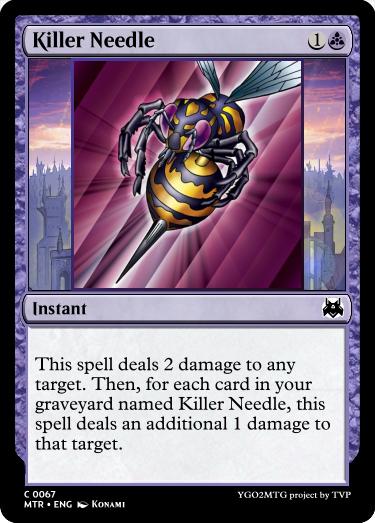 Killer Needle 1
Instant
This spell deals 2 damage to any
target. Then, for each card in your
graveyard named Killer Needle, this
spell deals an additional 1 damage to
that target.
C 0067
MTR • ENG Konami YGO2MTG project by TVP